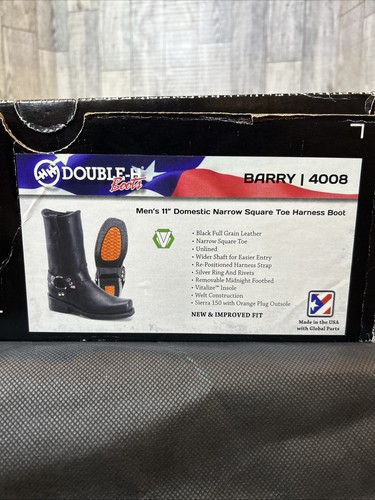 DOUBLE-H
Boots
BARRY | 4008
Men's 11" Domestic Narrow Square Toe Harness Boot
V
• Black Full Grain Leather
• Narrow Square Toe
• Unlined
• Wider Shaft for Easier Entry
• Re-Positioned Harness Strap
• Silver Ring And Rivets
• Removable Midnight Footbed
• Vitalize™ Insole
• Welt Construction
• Sierra 150 with Orange Plug Outsole
NEW & IMPROVED FIT
Made in the USA
with Global Parts